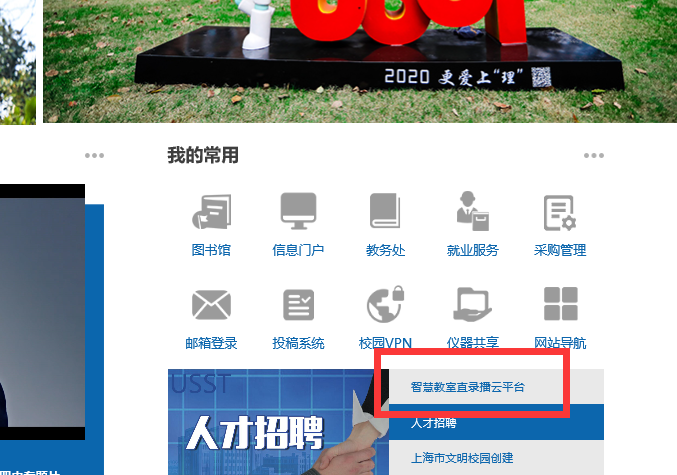 2020 更爱上“理”
我的常用
图书馆 信息门户 教务处 就业服务 采购管理
邮箱登录 投稿系统 校园VPN 仪器共享 网站导航
USST
人才招聘
智慧教室直录播云平台
人才招聘
上海市文明校园创建